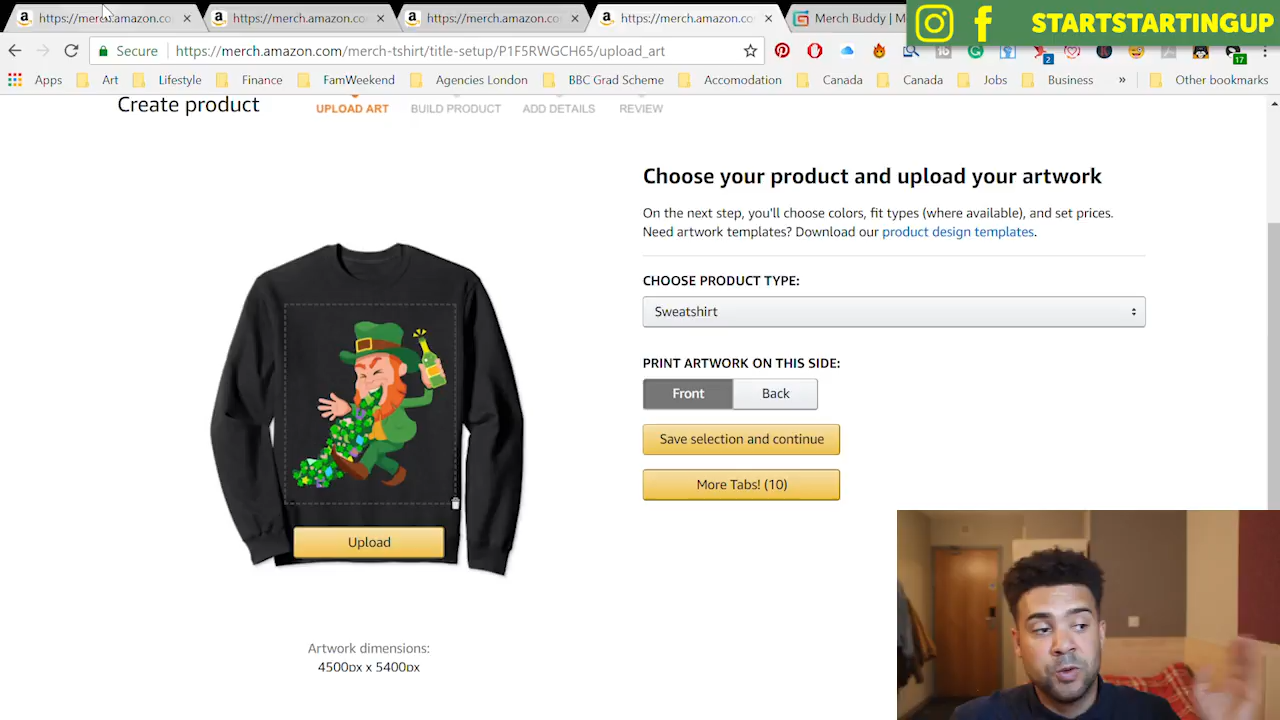 https://merch.amazon.co
https://merch.amazon.co
https://merch.amazon.co
https://merch.amazon.co
Merch Buddy | M
STARTSTARTINGUP
Secure
https://merch.amazon.com/merch-tshirt/title-setup/P1F5RWGCH65/upload_art
2
17
Apps
Art
Lifestyle
Finance
FamWeekend
Agencies London
BBC Grad Scheme
Accomodation
Canada
Canada
Jobs
Business
»
Other bookmarks
Create product
UPLOAD ART
BUILD PRODUCT
ADD DETAILS
REVIEW
Choose your product and upload your artwork
On the next step, you'll choose colors, fit types (where available), and set prices.
Need artwork templates? Download our product design templates.
CHOOSE PRODUCT TYPE:
Sweatshirt
PRINT ARTWORK ON THIS SIDE:
Front
Back
Save selection and continue
More Tabs! (10)
Upload
Artwork dimensions:
4500px x 5400px